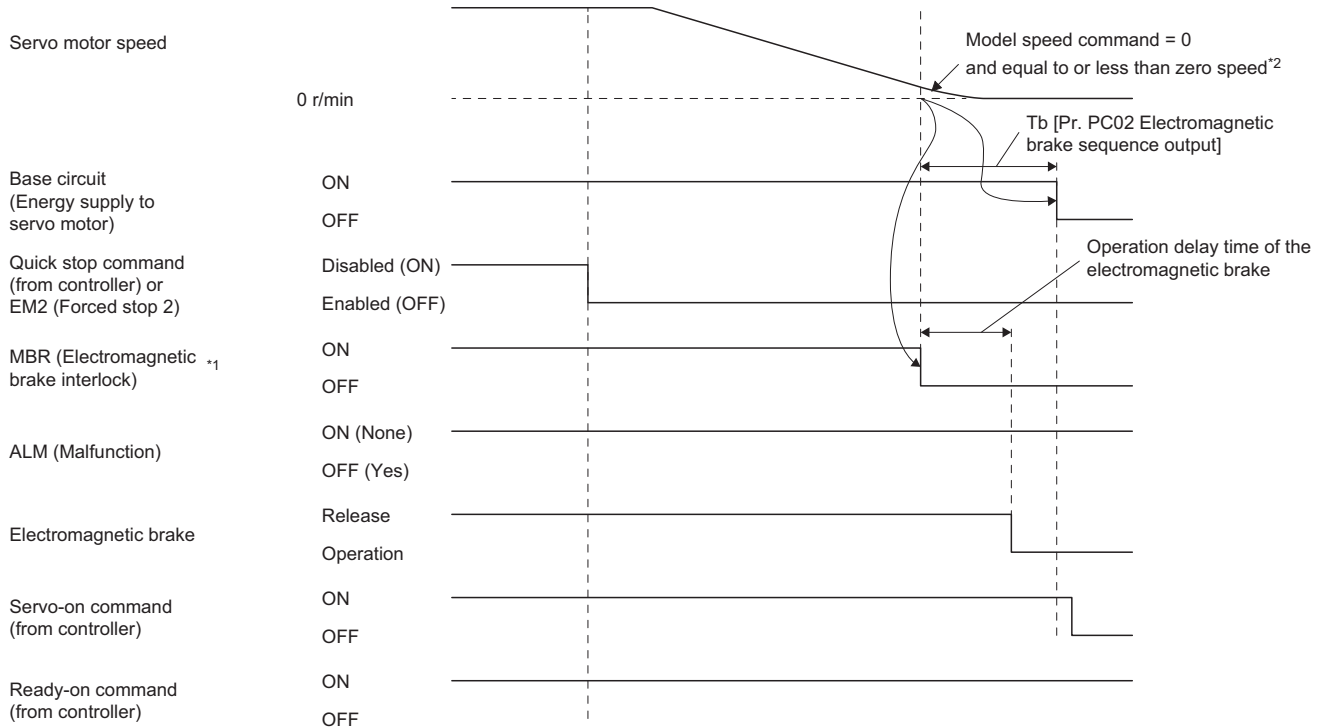 Servo motor speed
0 r/min
Model speed command = 0
and equal to or less than zero speed*2
Tb [Pr. PC02 Electromagnetic
brake sequence output]
Base circuit
(Energy supply to
servo motor)
ON
OFF
Operation delay time of the
electromagnetic brake
Quick stop command
(from controller) or
EM2 (Forced stop 2)
Disabled (ON)
Enabled (OFF)
MBR (Electromagnetic *1
brake interlock)
ON
OFF
ALM (Malfunction)
ON (None)
OFF (Yes)
Electromagnetic brake
Release
Operation
Servo-on command
(from controller)
ON
OFF
Ready-on command
(from controller)
ON
OFF